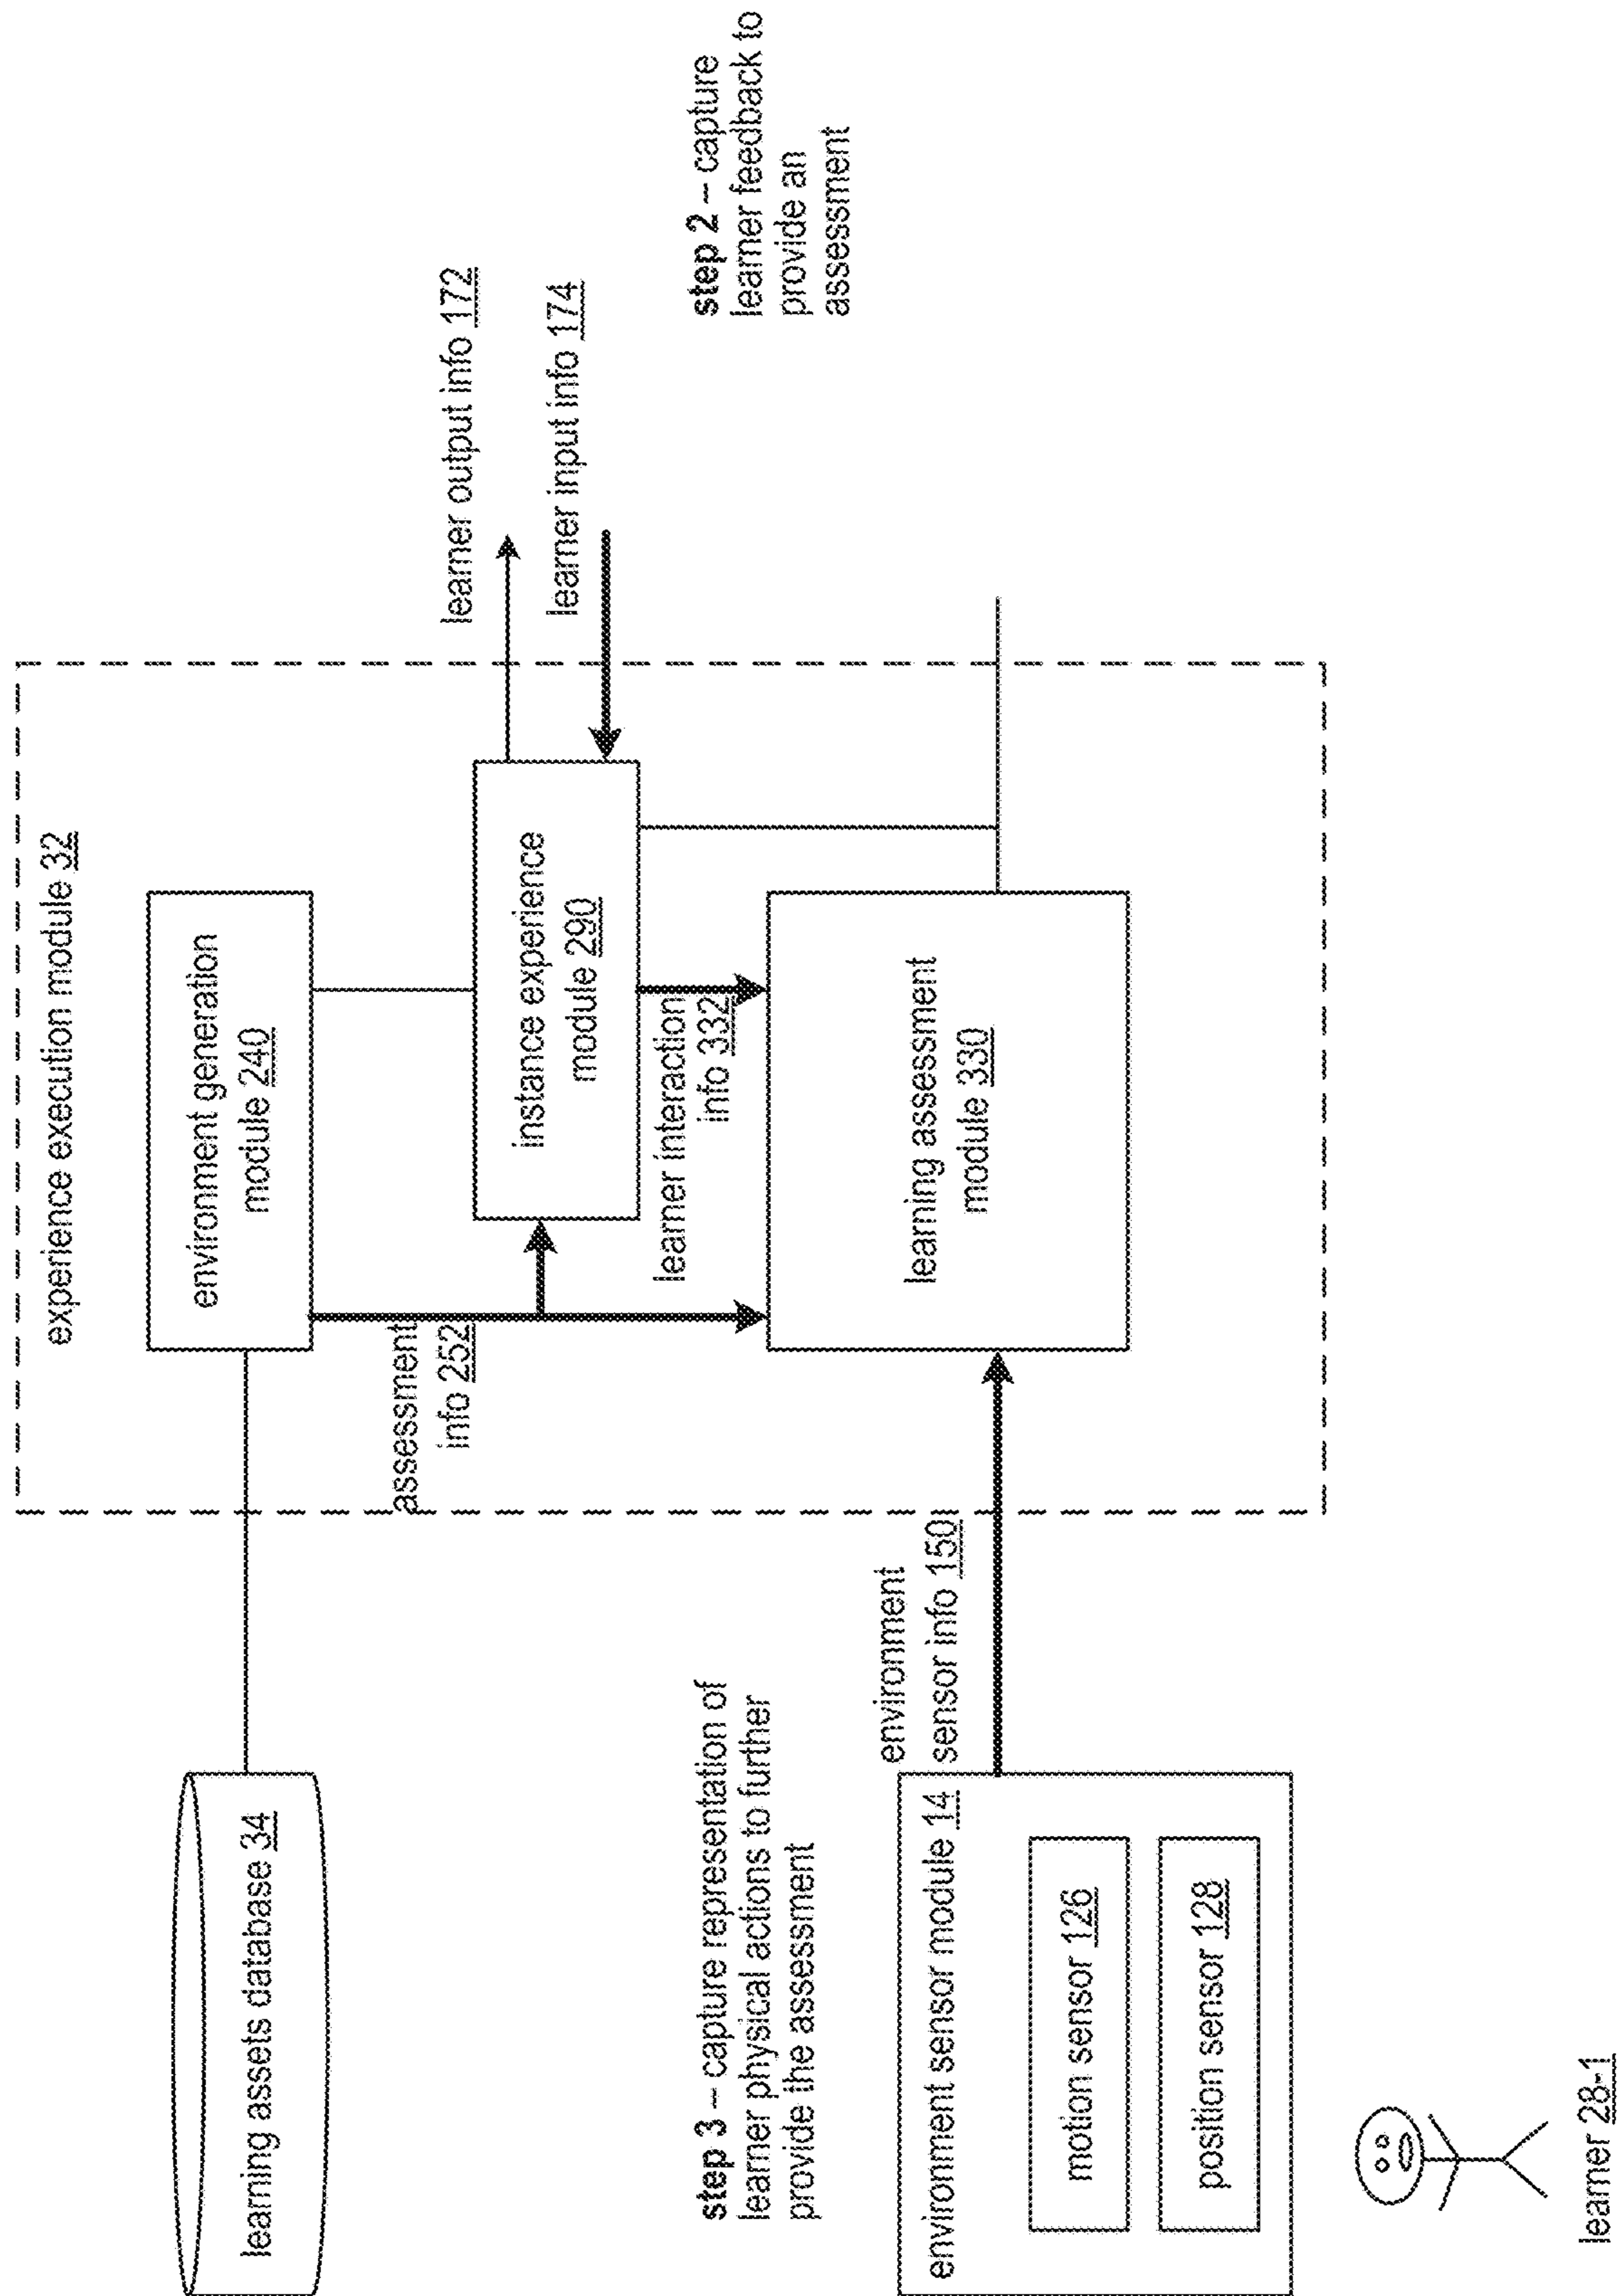 experience execution module 32
learning assets database 34
environment generation
module 240
assessment
info 252
instance experience
module 290
learner output info 172
learner input info 174
learner interaction
info 332
step 3 – capture representation of
learner physical actions to further
provide the assessment
step 2 – capture
learner feedback to
provide an
assessment
environment
sensor info 150
environment sensor module 14
motion sensor 126
position sensor 128
learning assessment
module 330
learner 28-1